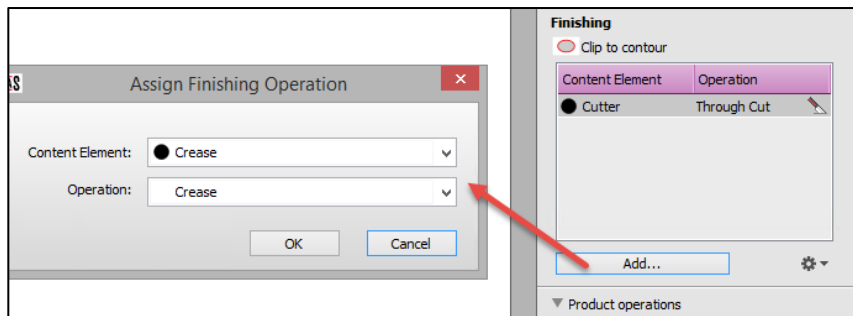 Assign Finishing Operation
Content Element:
Crease
Operation:
Crease
OK
Cancel
Finishing
Clip to contour
Content Element Operation
Cutter Through Cut
Add...
Product operations